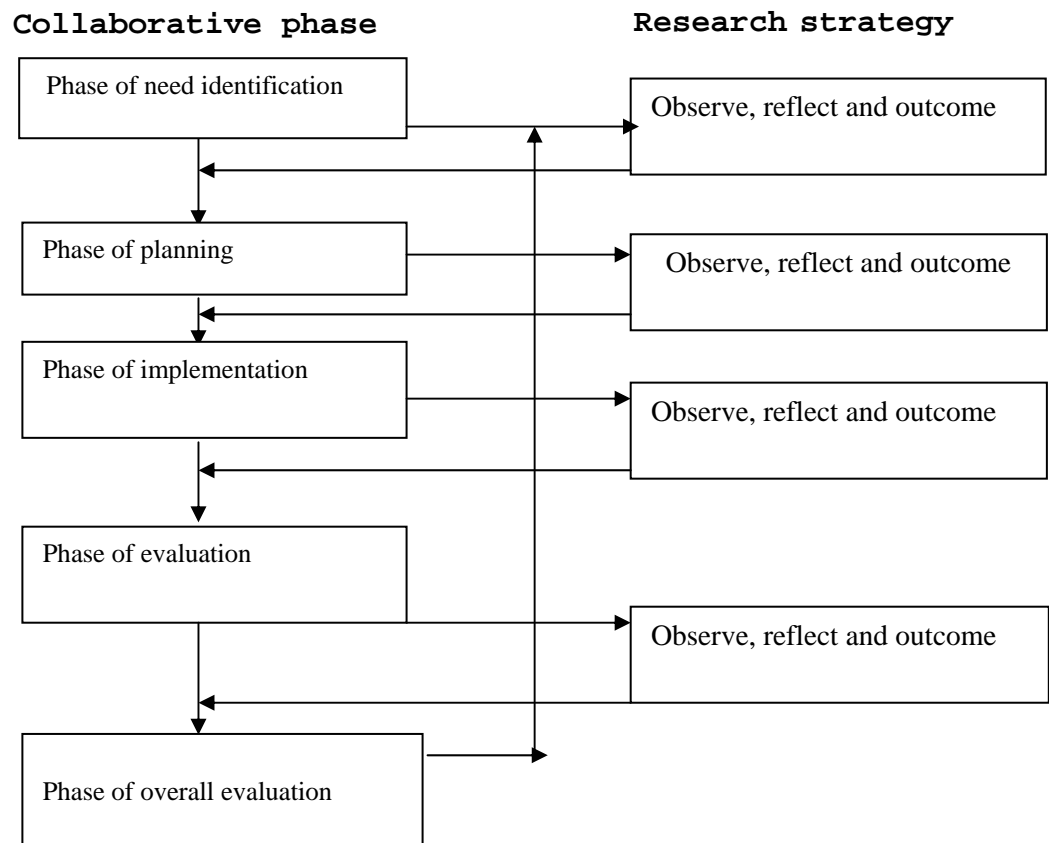 Collaborative phase
Research strategy
Phase of need identification
Observe, reflect and outcome
Phase of planning
Observe, reflect and outcome
Phase of implementation
Observe, reflect and outcome
Phase of evaluation
Observe, reflect and outcome
Phase of overall evaluation